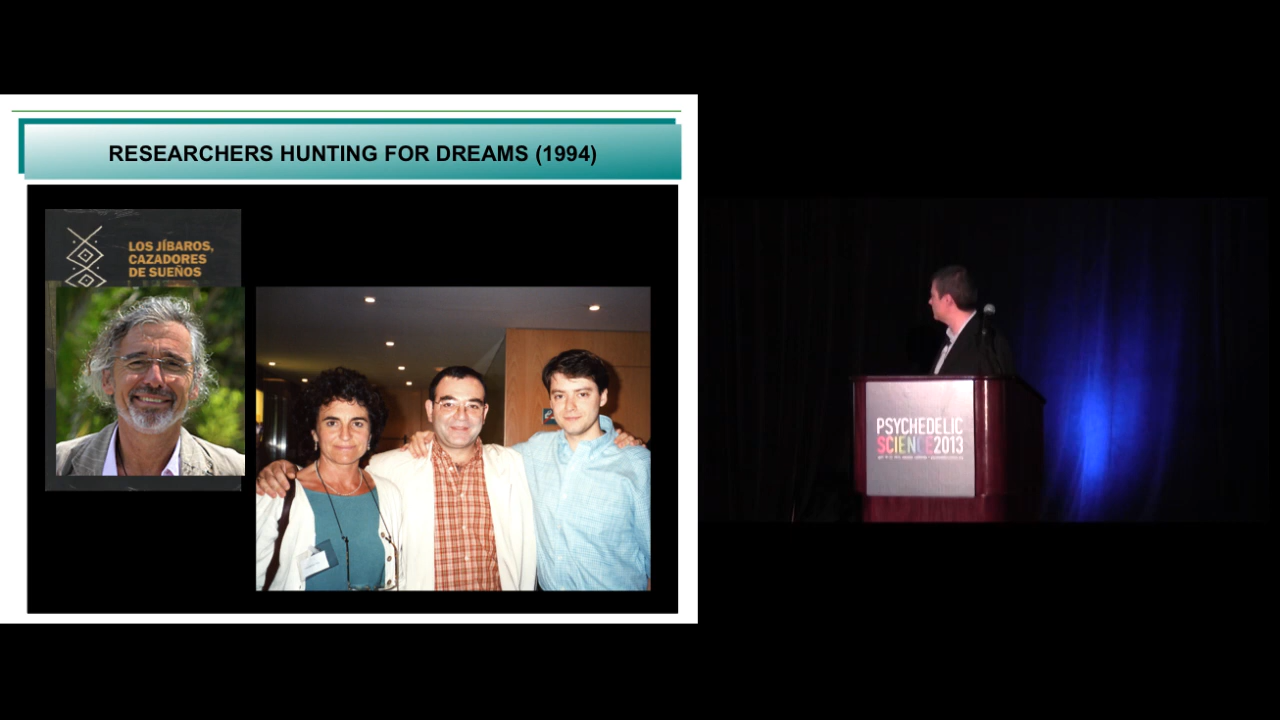 RESEARCHERS HUNTING FOR DREAMS (1994)
LOS JÍBAROS,
CAZADORES
DE SUEÑOS
PSYCHEDELIC
SCIENCE2013